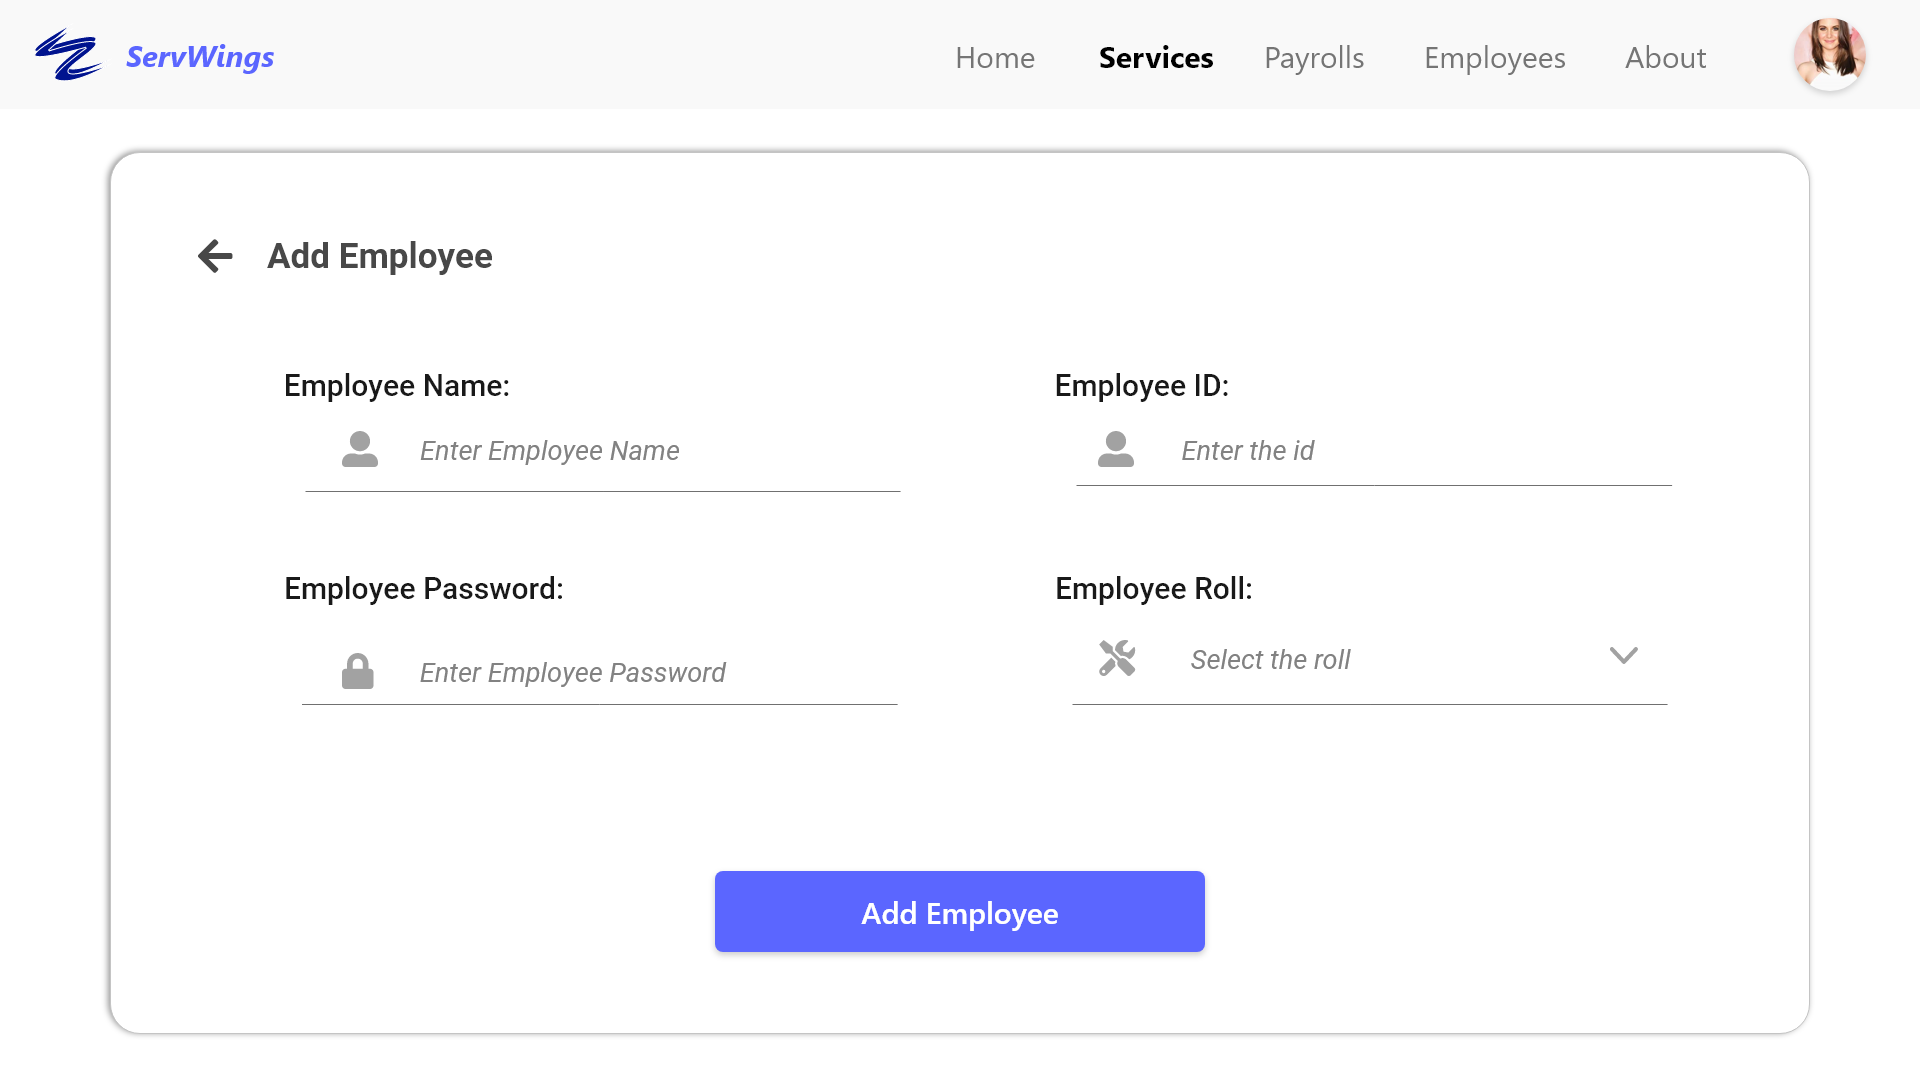 ServWings
Home Services Payrolls Employees About
Add Employee
Employee Name: Employee ID:
Enter Employee Name Enter the id
Employee Password: Employee Roll:
Enter Employee Password Select the roll
Add Employee